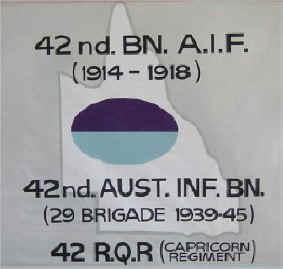 42 nd. BN. A.I.F.
(1914 - 1918)
42nd. AUST. INF. BN.
(29 BRIGADE 1939-45)
42 R.Q.R (CAPRICORN
REGIMENT)